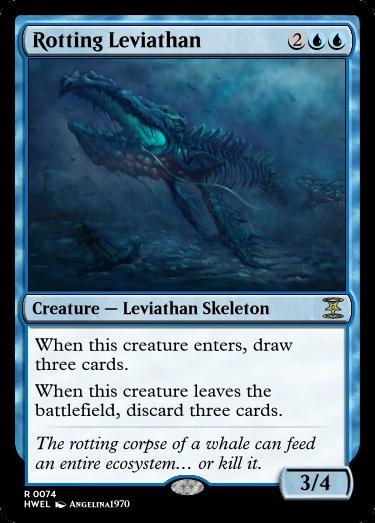 Rotting Leviathan 2
Creature — Leviathan Skeleton
When this creature enters, draw
three cards.
When this creature leaves the
battlefield, discard three cards.
The rotting corpse of a whale can feed
an entire ecosystem... or kill it.
3/4
R 0074
HWEL Angelina1970